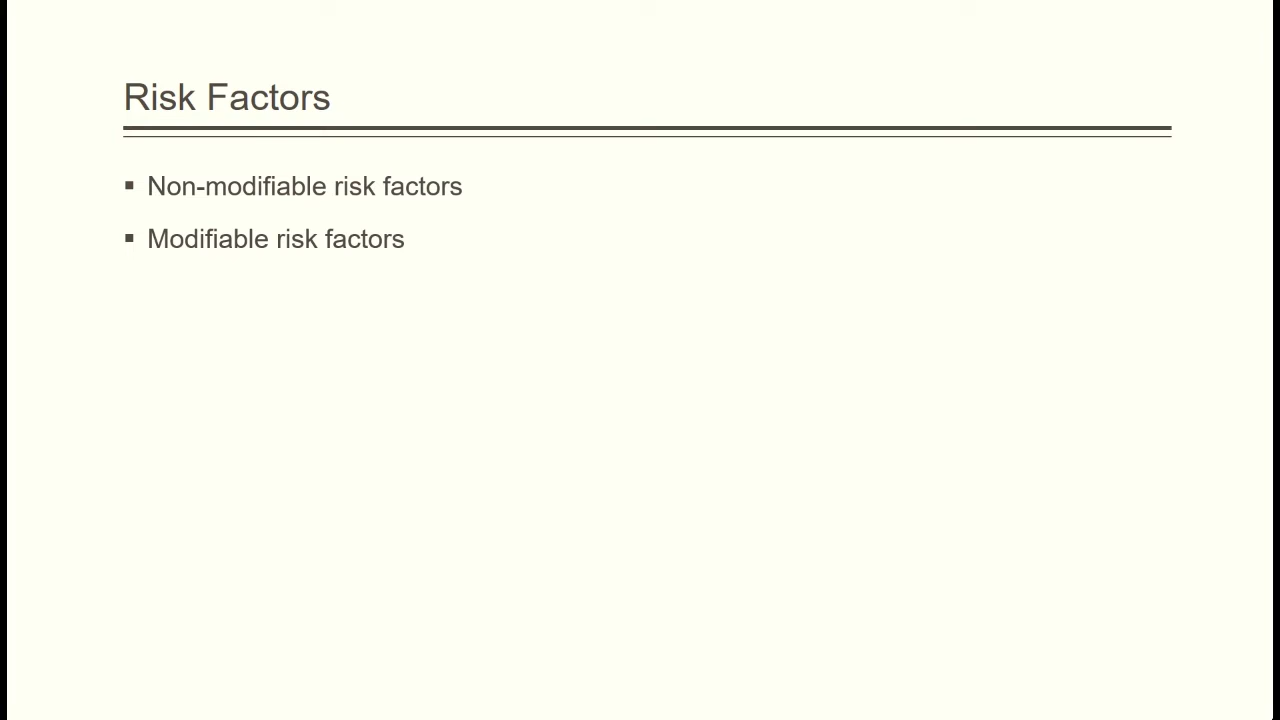 Risk Factors
▪ Non-modifiable risk factors
▪ Modifiable risk factors